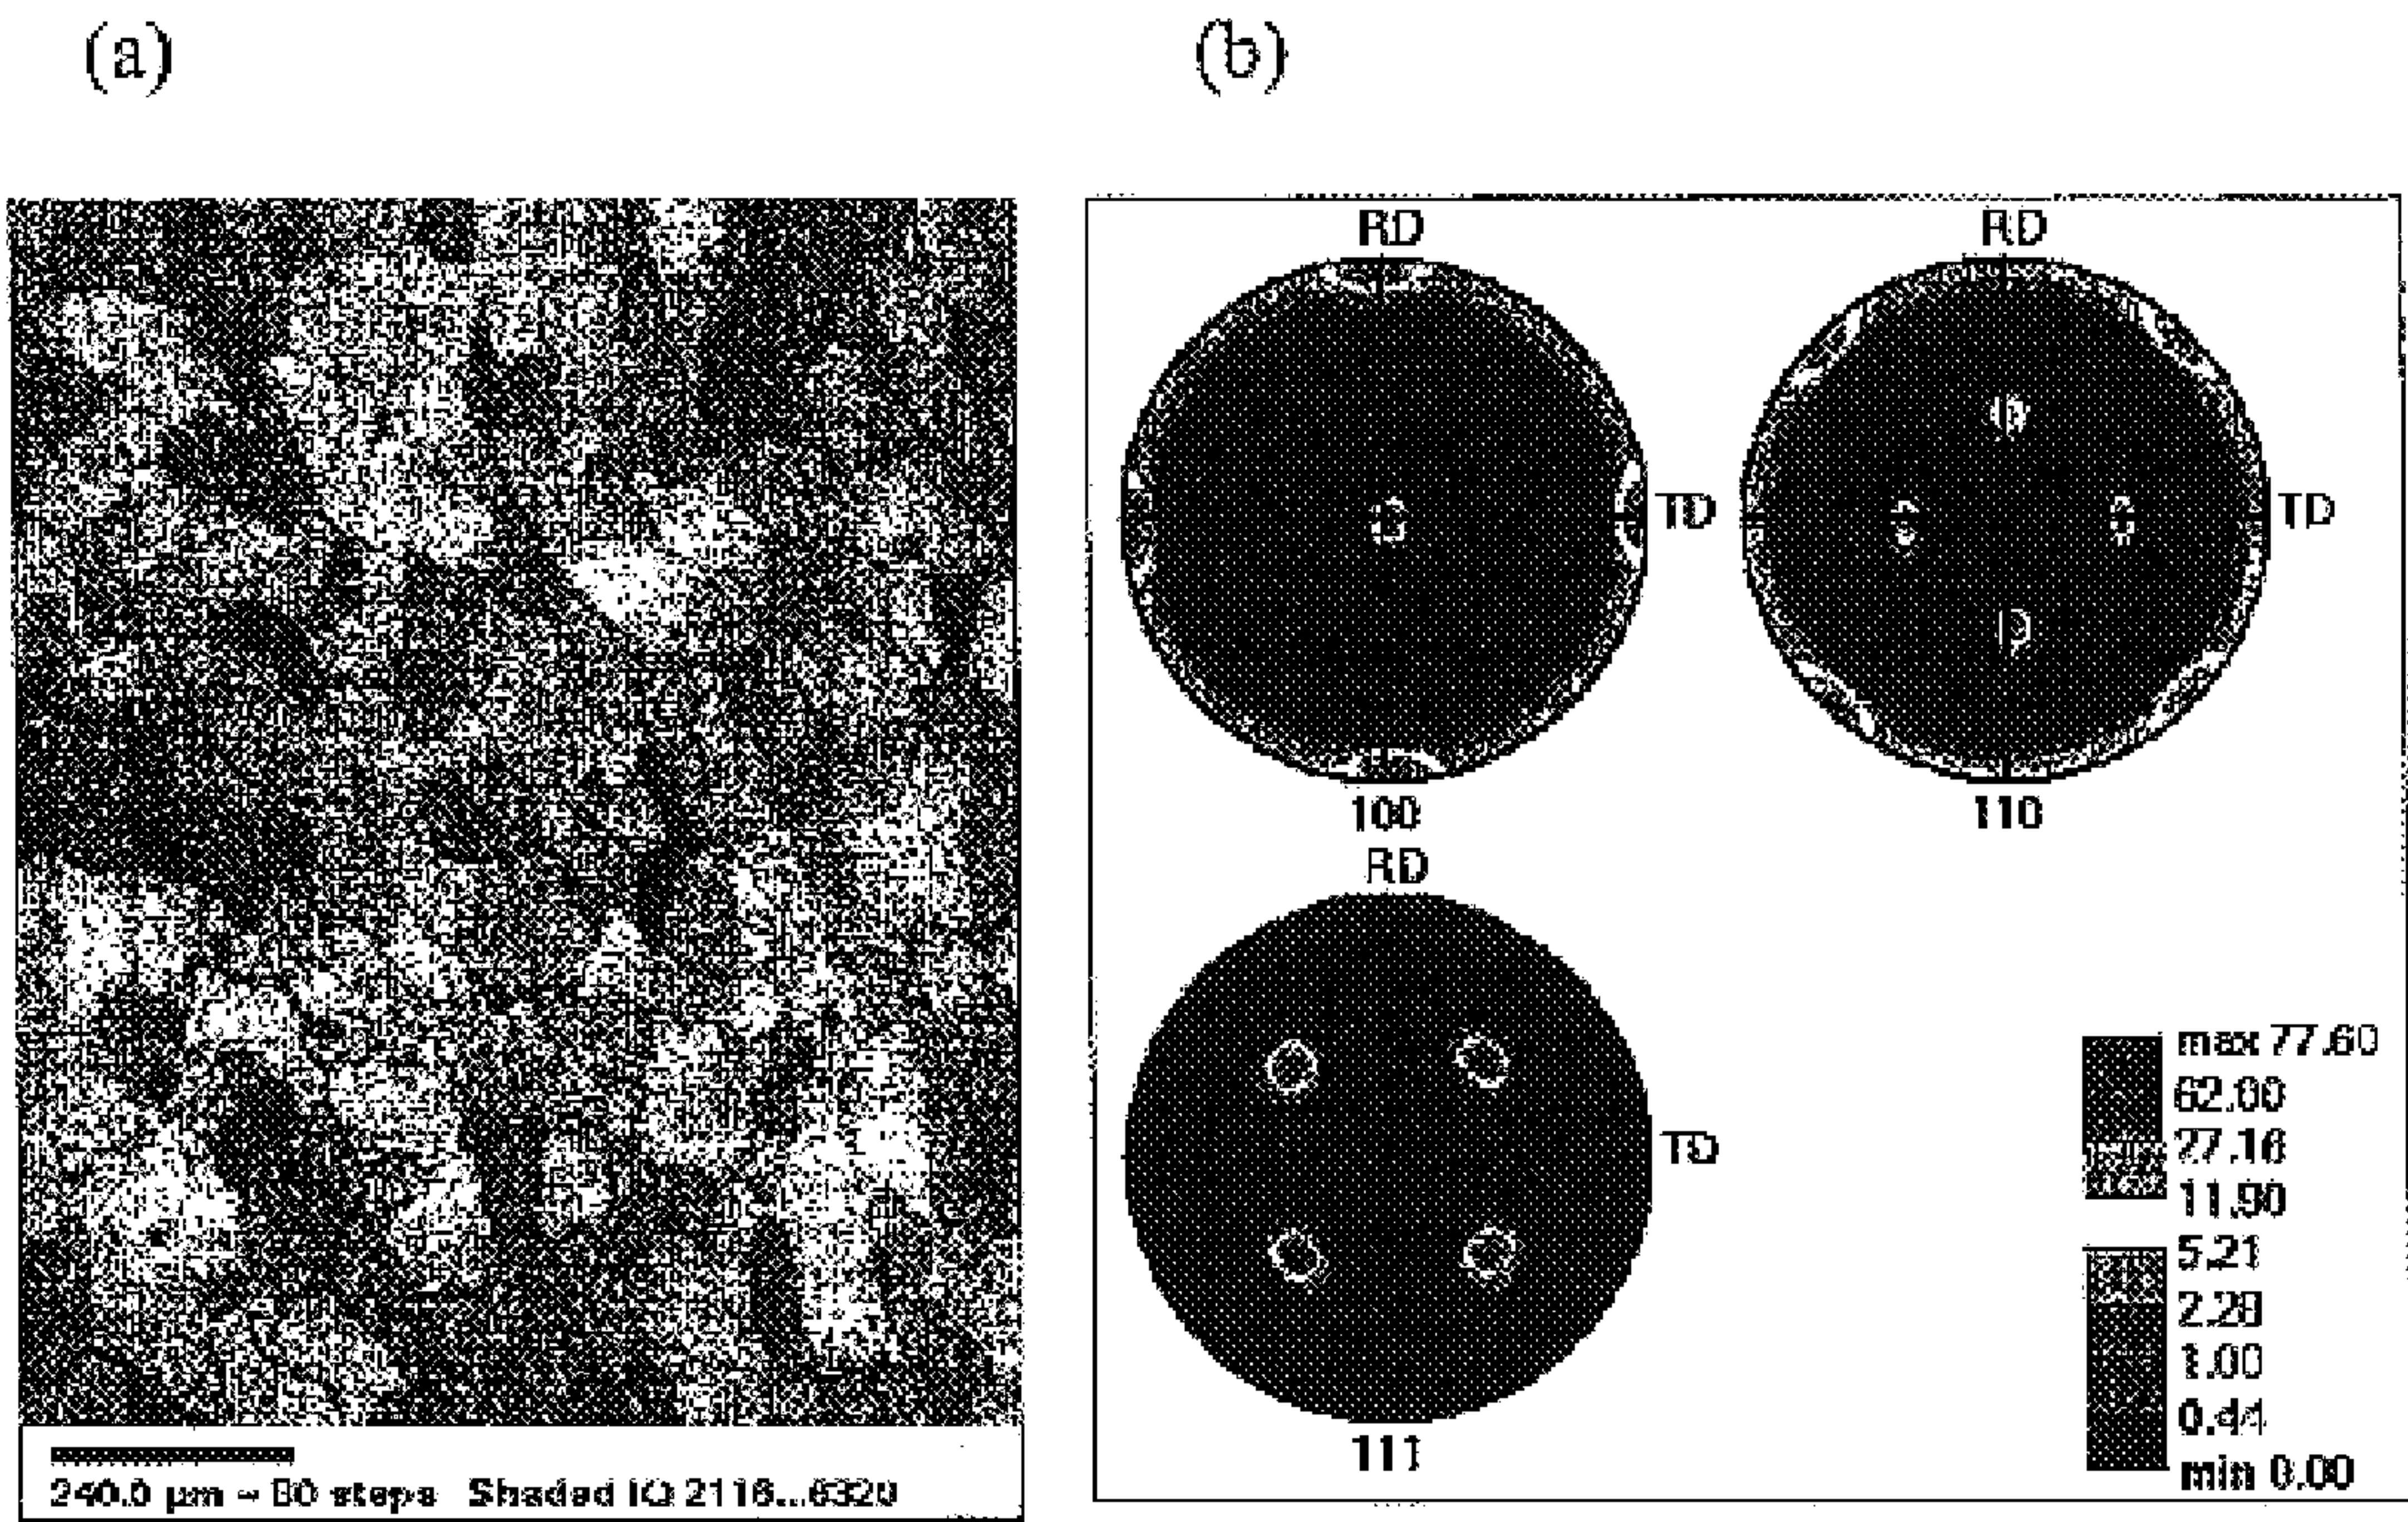 (a)
(b)
RD
RD
TD
TD
100
110
RD
TD
111
max 77.60
62.00
27.16
11.90
5.21
2.28
1.00
0.44
min 0.00
240.0 µm = 80 steps Shaded IQ 2116...6320